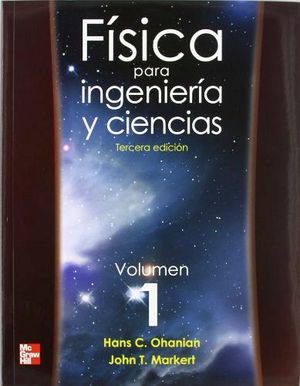 Física
para
ingeniería
y ciencias
Tercera edición
Volumen
1
Hans C. Ohanian
John T. Markert
Mc
Graw
Hill